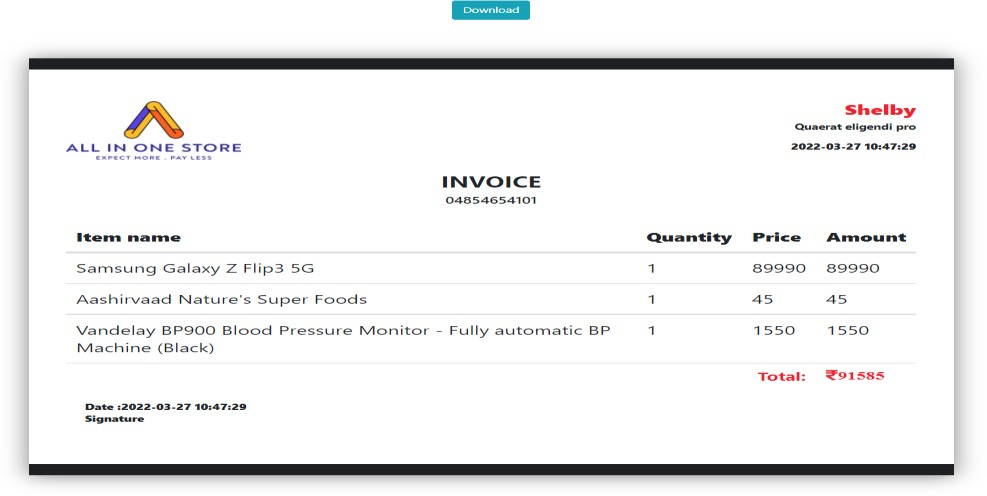 Download
ALL IN ONE STORE
EXPECT MORE . PAY LESS
Shelby
Quaerat eligendi pro
2022-03-27 10:47:29
INVOICE
04854654101
Item name Quantity Price Amount
Samsung Galaxy Z Flip3 5G 1 89990 89990
Aashirvaad Nature's Super Foods 1 45 45
Vandelay BP900 Blood Pressure Monitor - Fully automatic BP 1 1550 1550
Machine (Black)
Total: ₹91585
Date :2022-03-27 10:47:29
Signature